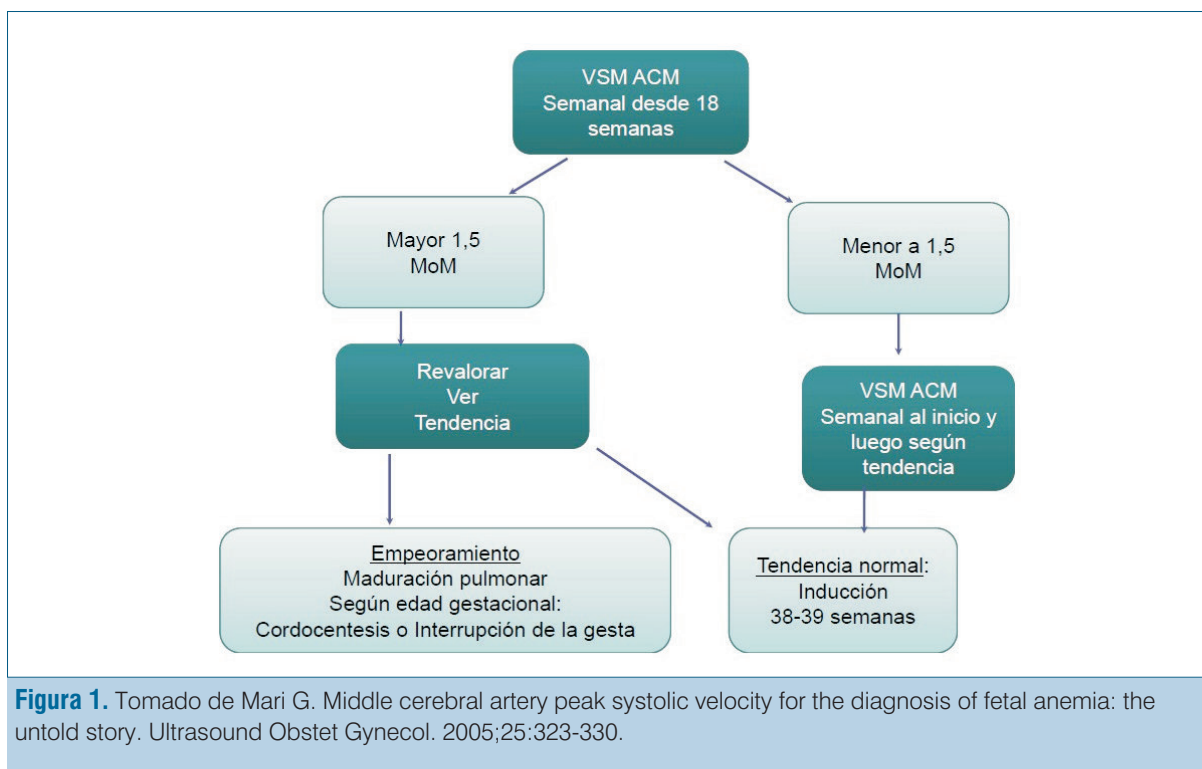 VSM ACM
Semanal desde 18
semanas
Mayor 1,5
MoM
Menor a 1,5
MoM
Revalorar
Ver
Tendencia
VSM ACM
Semanal al inicio y
luego según
tendencia
Empeoramiento
Maduración pulmonar
Según edad gestacional:
Cordocentesis o Interrupción de la gesta
Tendencia normal:
Inducción
38-39 semanas
Figura 1. Tomado de Mari G. Middle cerebral artery peak systolic velocity for the diagnosis of fetal anemia: the
untold story. Ultrasound Obstet Gynecol. 2005;25:323-330.